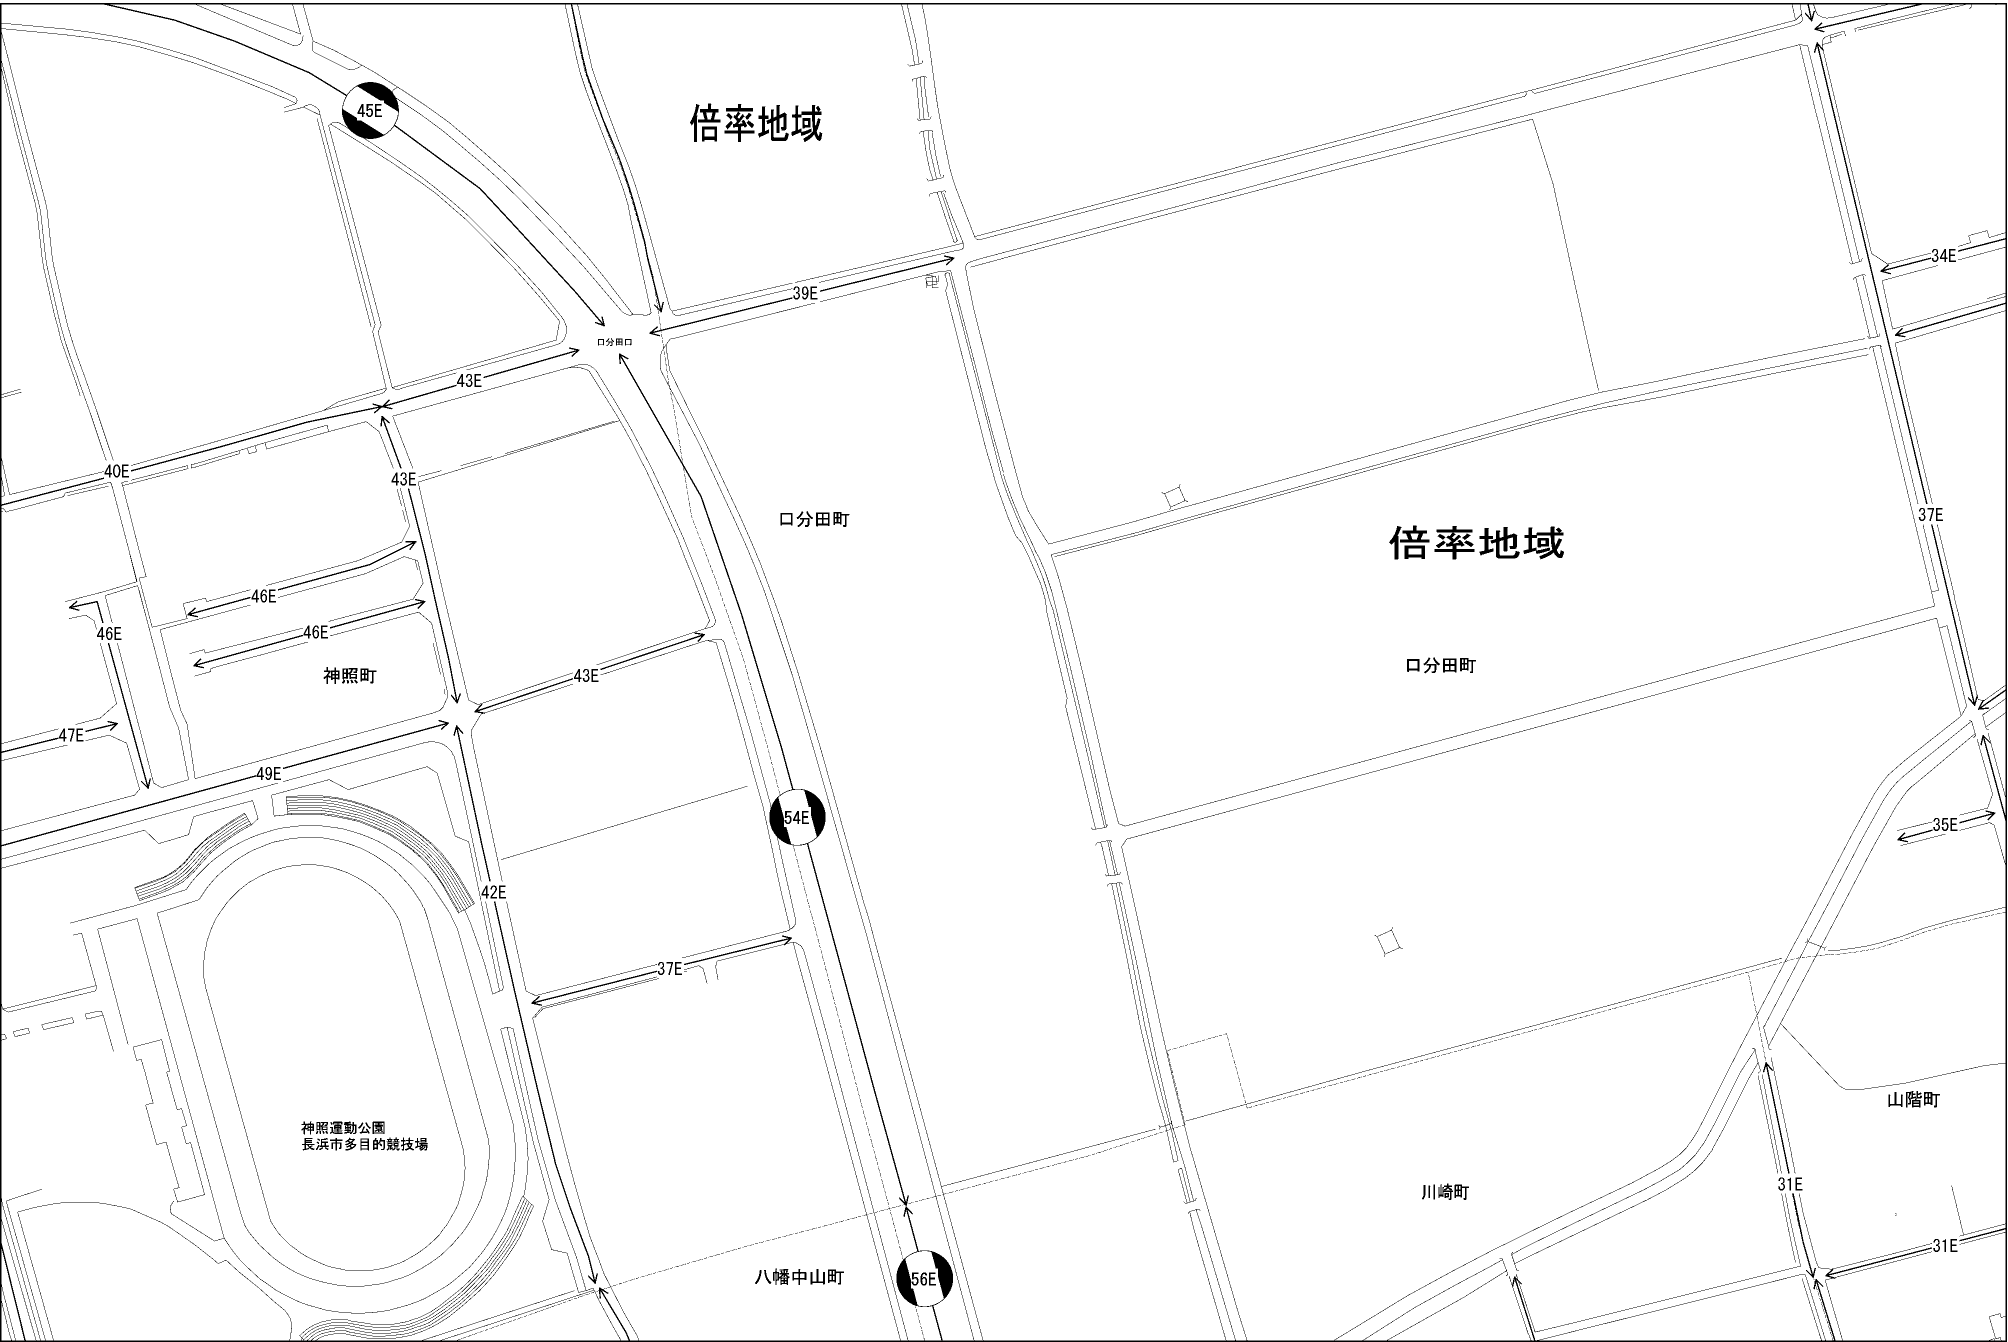 45E
倍率地域
34E
39E
口分田口
43E
40E
43E
37E
口分田町
倍率地域
46E
46E
46E
口分田町
神照町
43E
47E
49E
54E
35E
42E
37E
山階町
神照運動公園
長浜市多目的競技場
31E
川崎町
31E
八幡中山町
56E